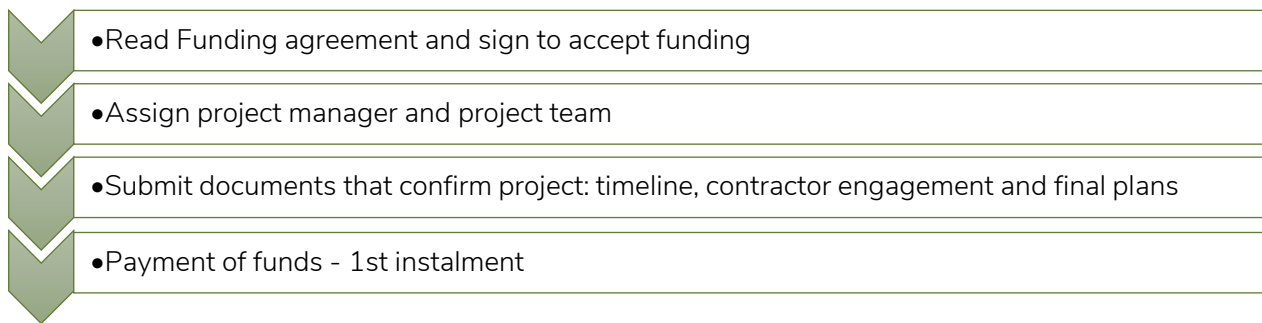 •Read Funding agreement and sign to accept funding
•Assign project manager and project team
•Submit documents that confirm project: timeline, contractor engagement and final plans
•Payment of funds - 1st instalment